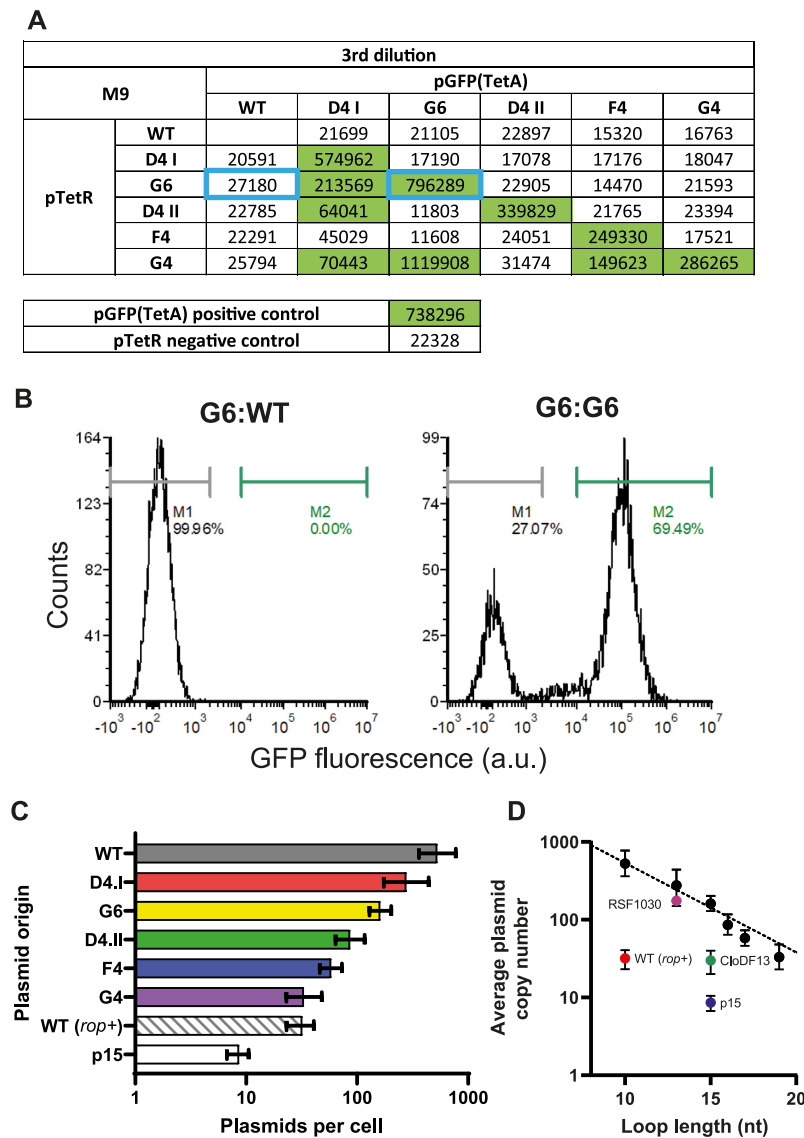 A
3rd dilution
M9 pGFP(TetA)
WT D4 I G6 D4 II F4 G4
pTetR
WT 21699 21105 22897 15320 16763
D4 I 20591 574962 17190 17078 17176 18047
G6 27180 213569 796289 22905 14470 21593
D4 II 22785 64041 11803 339829 21765 23394
F4 22291 45029 11608 24051 249330 17521
G4 25794 70443 1119908 31474 149623 286265
pGFP(TetA) positive control 738296
pTetR negative control 22328
B
G6:WT
164
123
82
41
0
M1
99.96%
M2
0.00%
-10³ -10² 10³ 10⁴ 10⁵ 10⁶ 10⁷
G6:G6
99
74
50
25
0
M1
27.07%
M2
69.49%
-10³ -10² 10³ 10⁴ 10⁵ 10⁶ 10⁷
Counts
GFP fluorescence (a.u.)
C
Plasmid origin
WT
D4.I
G6
D4.II
F4
G4
WT (rop+)
p15
1 10 100 1000
Plasmids per cell
D
Average plasmid
copy number
1000
100
10
1
RSF1030
WT (rop+)
CloDF13
p15
10 15 20
Loop length (nt)